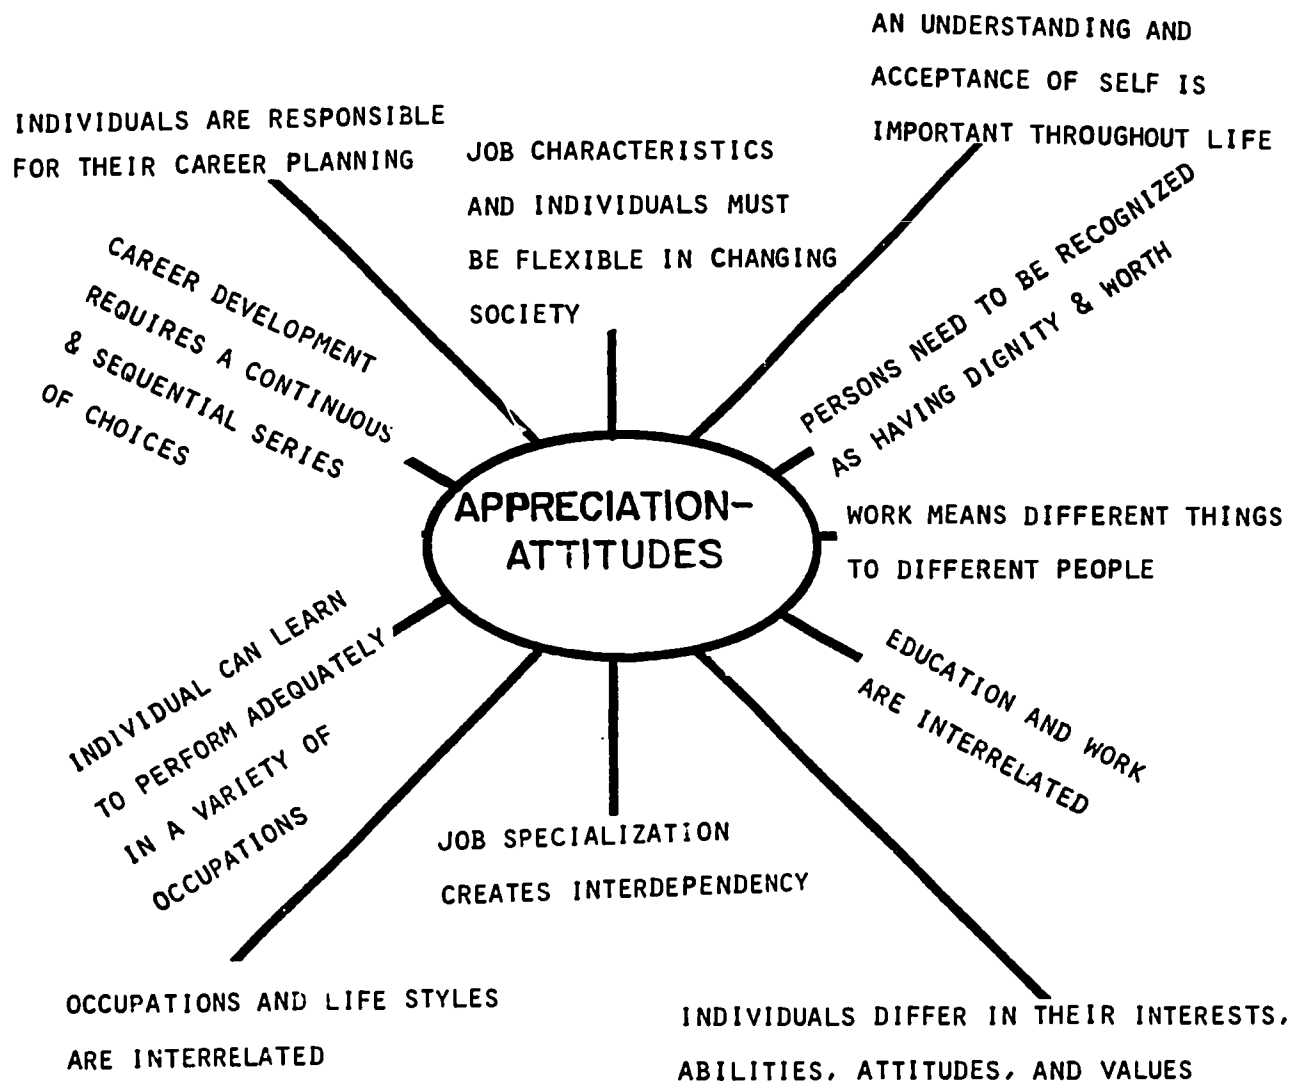 AN UNDERSTANDING AND
ACCEPTANCE OF SELF IS
IMPORTANT THROUGHOUT LIFE
INDIVIDUALS ARE RESPONSIBLE
FOR THEIR CAREER PLANNING
JOB CHARACTERISTICS
AND INDIVIDUALS MUST
BE FLEXIBLE IN CHANGING
SOCIETY
PERSONS NEED TO BE RECOGNIZED
AS HAVING DIGNITY & WORTH
CAREER DEVELOPMENT
REQUIRES A CONTINUOUS
& SEQUENTIAL SERIES
OF CHOICES
APPRECIATION-
ATTITUDES
WORK MEANS DIFFERENT THINGS
TO DIFFERENT PEOPLE
INDIVIDUAL CAN LEARN
TO PERFORM ADEQUATELY
IN A VARIETY OF
OCCUPATIONS
EDUCATION AND WORK
ARE INTERRELATED
JOB SPECIALIZATION
CREATES INTERDEPENDENCY
OCCUPATIONS AND LIFE STYLES
ARE INTERRELATED
INDIVIDUALS DIFFER IN THEIR INTERESTS,
ABILITIES, ATTITUDES, AND VALUES